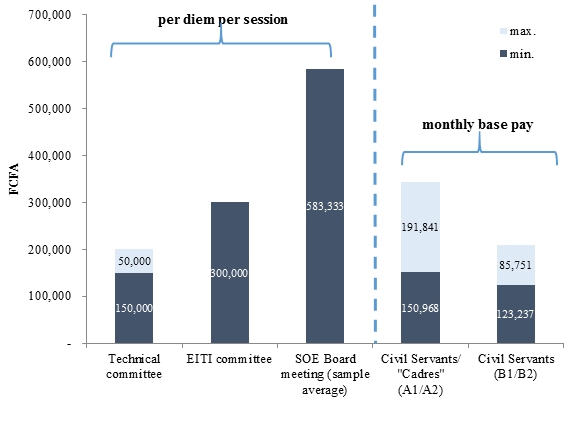 per diem per session
monthly base pay
max.
min.
FCFA
700,000
600,000
500,000
400,000
300,000
200,000
100,000
-
50,000
150,000
300,000
583,333
191,841
150,968
85,751
123,237
Technical
committee
EITI committee
SOE Board
meeting (sample
average)
Civil Servants/
"Cadres"
(A1/A2)
Civil Servants
(B1/B2)